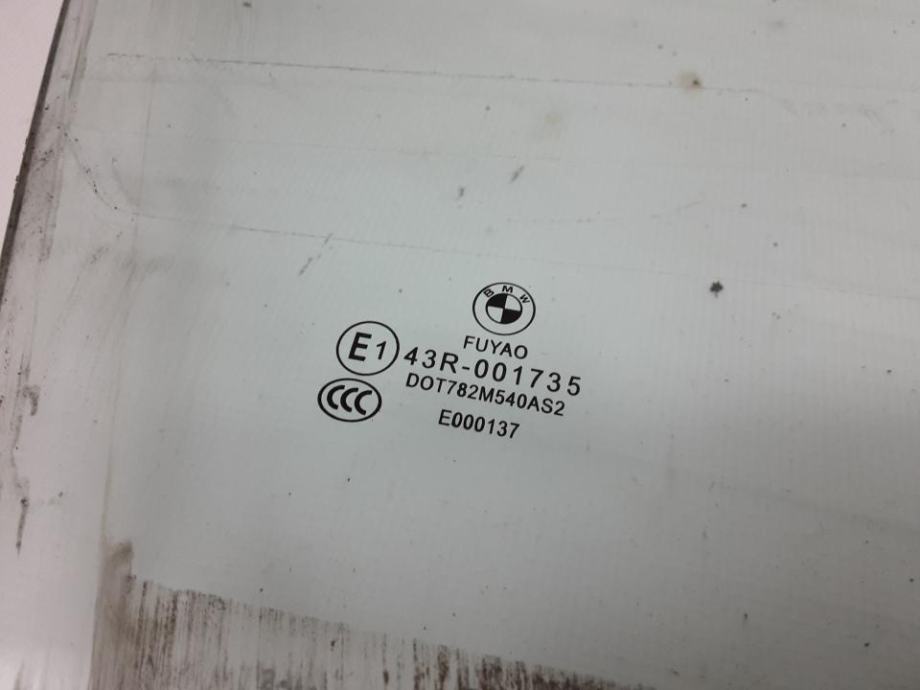 BMW
FUYAO
E1 43R-001735
CCC DOT782M540AS2
E000137